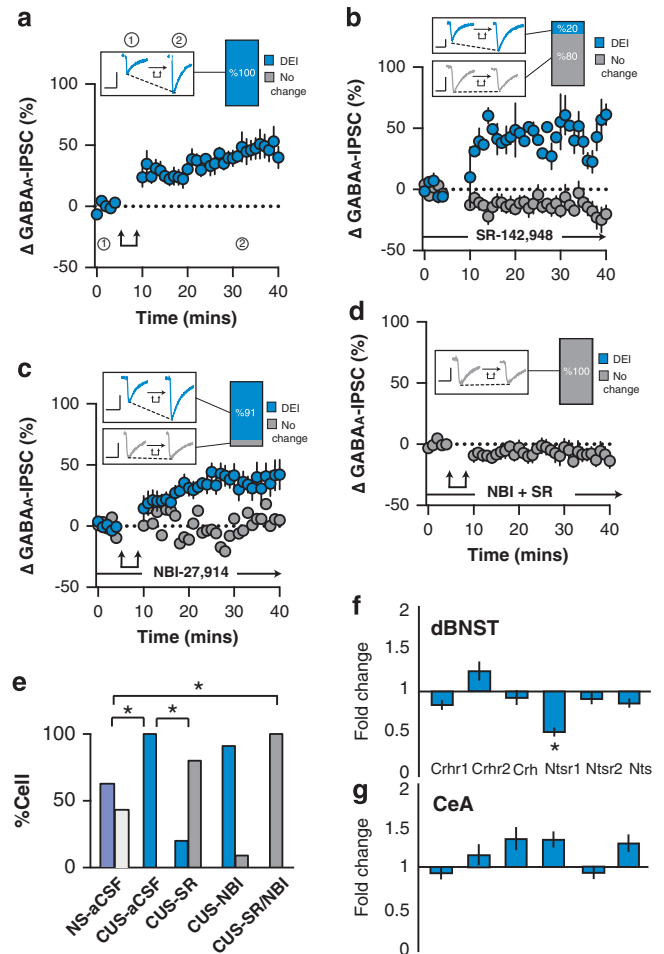 a
① ②
%100
DEI
No change
Δ GABAA-IPSC (%)
100
50
0
-50
① ②
0 10 20 30 40
Time (mins)
b
%20
%80
DEI
No change
Δ GABAA-IPSC (%)
100
50
0
-50
SR-142,948
0 10 20 30 40
Time (mins)
c
%91
DEI
No change
Δ GABAA-IPSC (%)
100
50
0
-50
NBI-27,914
0 10 20 30 40
Time (mins)
d
%100
DEI
No change
Δ GABAA-IPSC (%)
100
50
0
-50
NBI + SR
0 10 20 30 40
Time (mins)
e
* * *
%Cell
100
50
0
NS-aCSF
CUS-aCSF
CUS-SR
CUS-NBI
CUS-SR/NBI
f
dBNST
Fold change
2
1.5
1
0.5
0
*
Crhr1 Crhr2 Crh Ntsr1 Ntsr2 Nts
g
CeA
Fold change
2
1.5
1
0.5
0